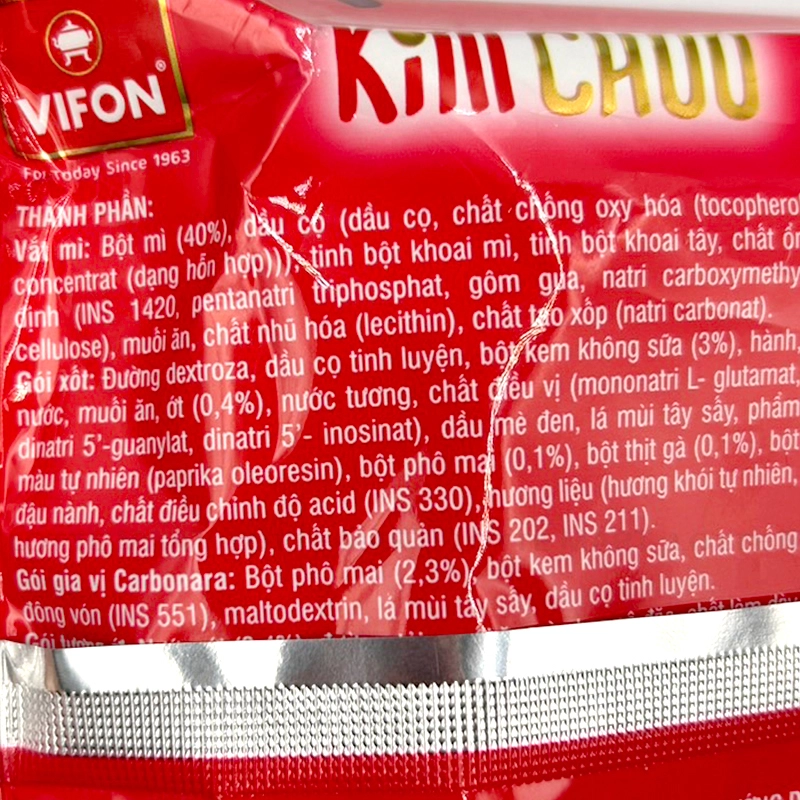 VIFON®
For Today Since 1963
KIM CHUU
THÀNH PHẦN:
Vắt mì: Bột mì (40%), dầu cọ (dầu cọ, chất chống oxy hóa (tocopherol
concentrat (dạng hỗn hợp))), tinh bột khoai mì, tinh bột khoai tây, chất ổn
định (INS 1420, pentanatri triphosphat, gôm gua, natri carboxymethyl
cellulose), muối ăn, chất nhũ hóa (lecithin), chất tạo xốp (natri carbonat).
Gói xốt: Đường dextroza, dầu cọ tinh luyện, bột kem không sữa (3%), hành,
nước, muối ăn, ớt (0,4%), nước tương, chất điều vị (mononatri L- glutamat,
dinatri 5'-guanylat, dinatri 5'- inosinat), dầu mè đen, lá mùi tây sấy, phẩm
màu tự nhiên (paprika oleoresin), bột phô mai (0,1%), bột thịt gà (0,1%), bột
đậu nành, chất điều chỉnh độ acid (INS 330), hương liệu (hương khói tự nhiên,
hương phô mai tổng hợp), chất bảo quản (INS 202, INS 211).
Gói gia vị Carbonara: Bột phô mai (2,3%), bột kem không sữa, chất chống
đông vón (INS 551), maltodextrin, lá mùi tây sấy, dầu cọ tinh luyện.